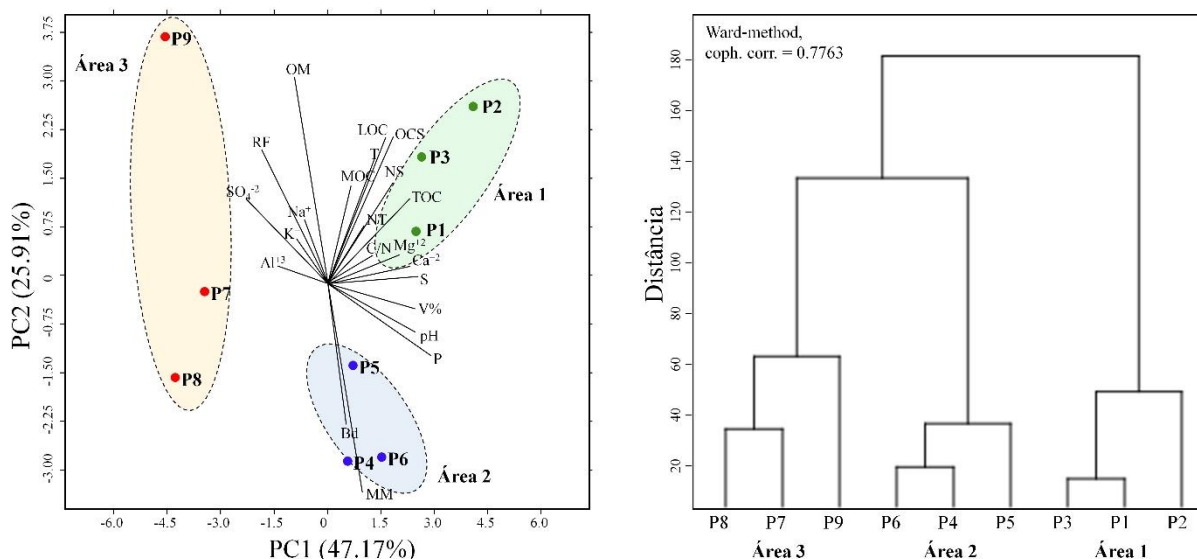 3.75
3.00
2.25
1.50
0.75
0
-0.75
-1.50
-2.25
-3.00
PC2 (25.91%)
P9
Área 3
OM
P2
LOC
OCS
RF
T
P3
NS
MOC
Área 1
SO₄⁻²
TOC
Na⁺
NT
P1
K⁻
C/N
Mg⁺²
Ca⁻²
Al⁺³
S
P7
V%
pH
P
P5
P8
Bd
P4
P6
Área 2
MM
-6.0 -4.5 -1.5 0 1.5 3.0 4.5 6.0
PC1 (47.17%)
Ward-method,
coph. corr. = 0.7763
180
160
140
120
100
80
60
40
20
Distância
P8 P7 P9 P6 P4 P5 P3 P1 P2
Área 3 Área 2 Área 1